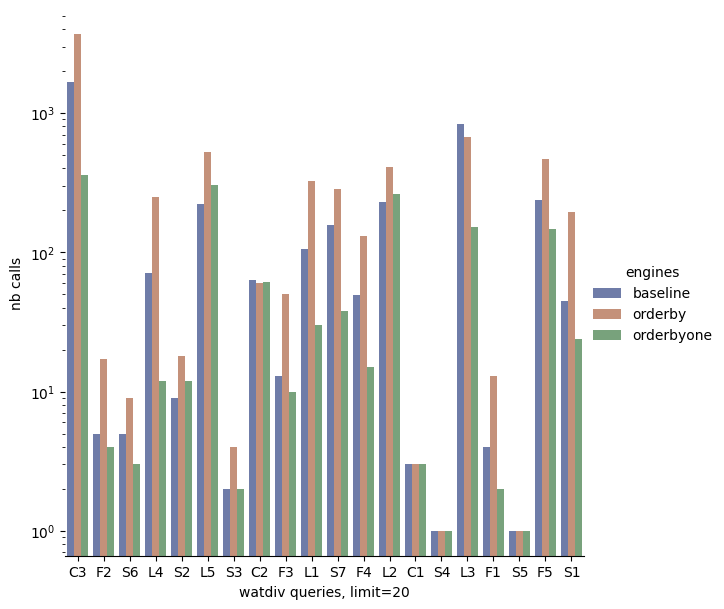 10³
10²
10¹
10⁰
nb calls
C3 F2 S6 L4 S2 L5 S3 C2 F3 L1 S7 F4 L2 C1 S4 L3 F1 S5 F5 S1
watdiv queries, limit=20
engines
baseline
orderby
orderbyone